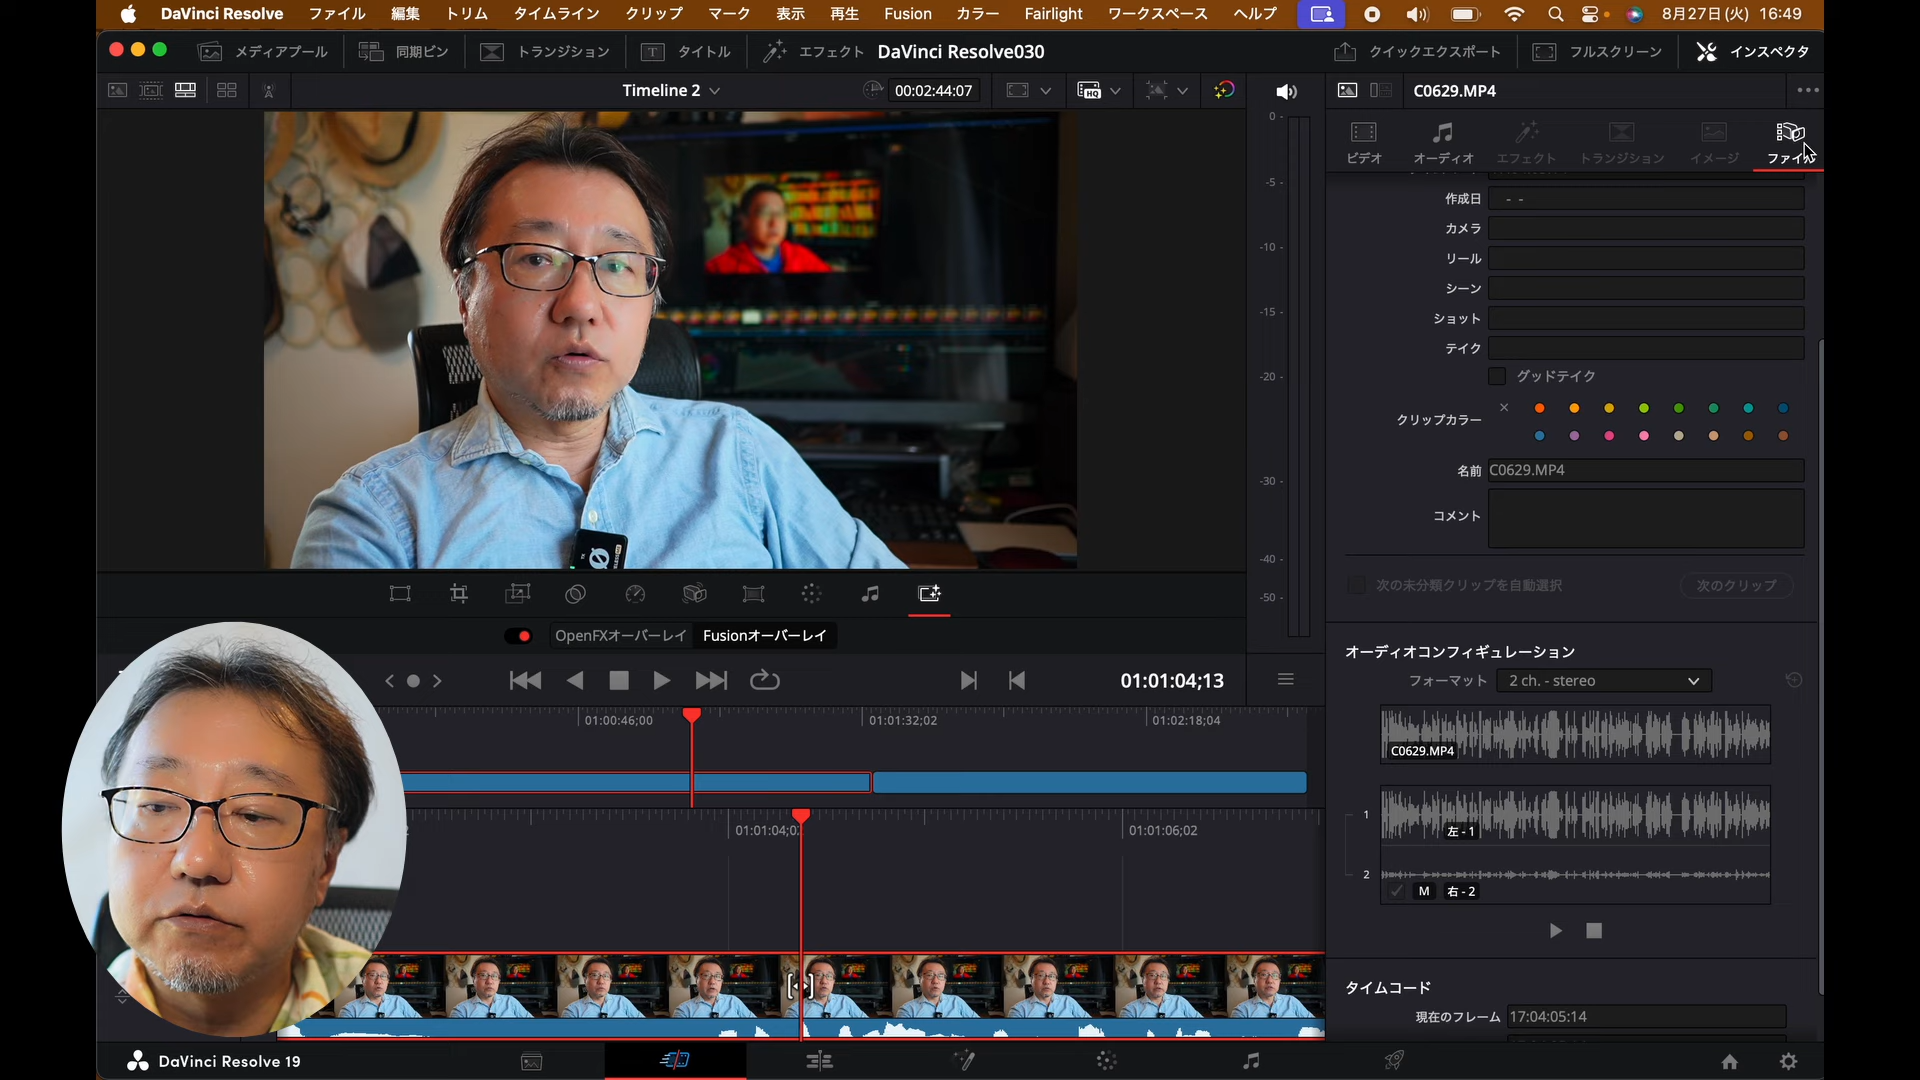 DaVinci Resolve ファイル 編集 トリム タイムライン クリップ マーク 表示 再生 Fusion カラー Fairlight ワークスペース ヘルプ 8月27日(火) 16:49
メディアプール 同期ビン トランジション タイトル エフェクト DaVinci Resolve030 クイックエクスポート フルスクリーン インスペクタ
Timeline 2 00:02:44:07 C0629.MP4
ビデオ オーディオ エフェクト トランジション イメージ ファイル
0
-5
-10
-15
-20
-30
-40
-50
作成日 - -
カメラ
リール
シーン
ショット
テイク
グッドテイク
クリップカラー
名前 C0629.MP4
コメント
次の未分類クリップを自動選択 次のクリップ
OpenFXオーバーレイ Fusionオーバーレイ
オーディオコンフィギュレーション
フォーマット 2 ch. - stereo
01:01:04;13
01:00:46;00 01:01:32;02 01:02:18;04
C0629.MP4
1 左 - 1
2 M 右 - 2
01:01:06;02
タイムコード
現在のフレーム 17:04:05:14
DaVinci Resolve 19